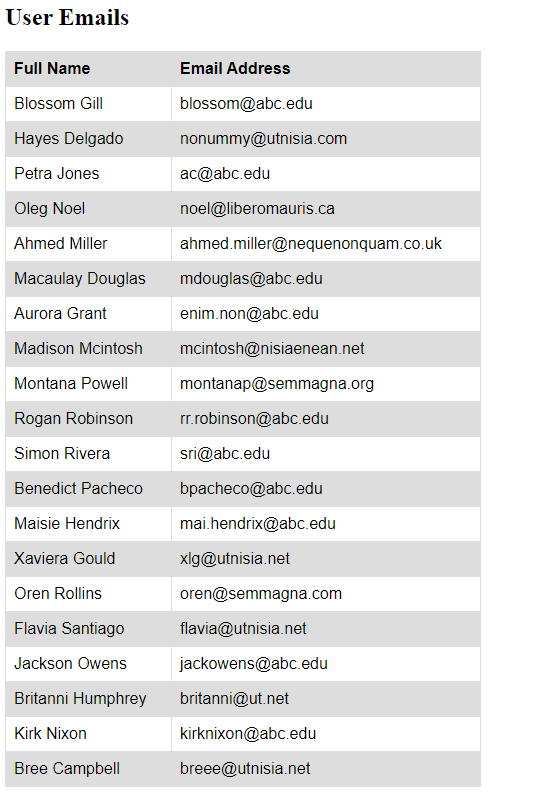 User Emails
Full Name Email Address
Blossom Gill blossom@abc.edu
Hayes Delgado nonummy@utnisia.com
Petra Jones ac@abc.edu
Oleg Noel noel@liberomauris.ca
Ahmed Miller ahmed.miller@nequenonquam.co.uk
Macaulay Douglas mdouglas@abc.edu
Aurora Grant enim.non@abc.edu
Madison Mcintosh mcintosh@nisiaenean.net
Montana Powell montanap@semmagna.org
Rogan Robinson rr.robinson@abc.edu
Simon Rivera sri@abc.edu
Benedict Pacheco bpacheco@abc.edu
Maisie Hendrix mai.hendrix@abc.edu
Xaviera Gould xlg@utnisia.net
Oren Rollins oren@semmagna.com
Flavia Santiago flavia@utnisia.net
Jackson Owens jackowens@abc.edu
Britanni Humphrey britanni@ut.net
Kirk Nixon kirknixon@abc.edu
Bree Campbell breee@utnisia.net